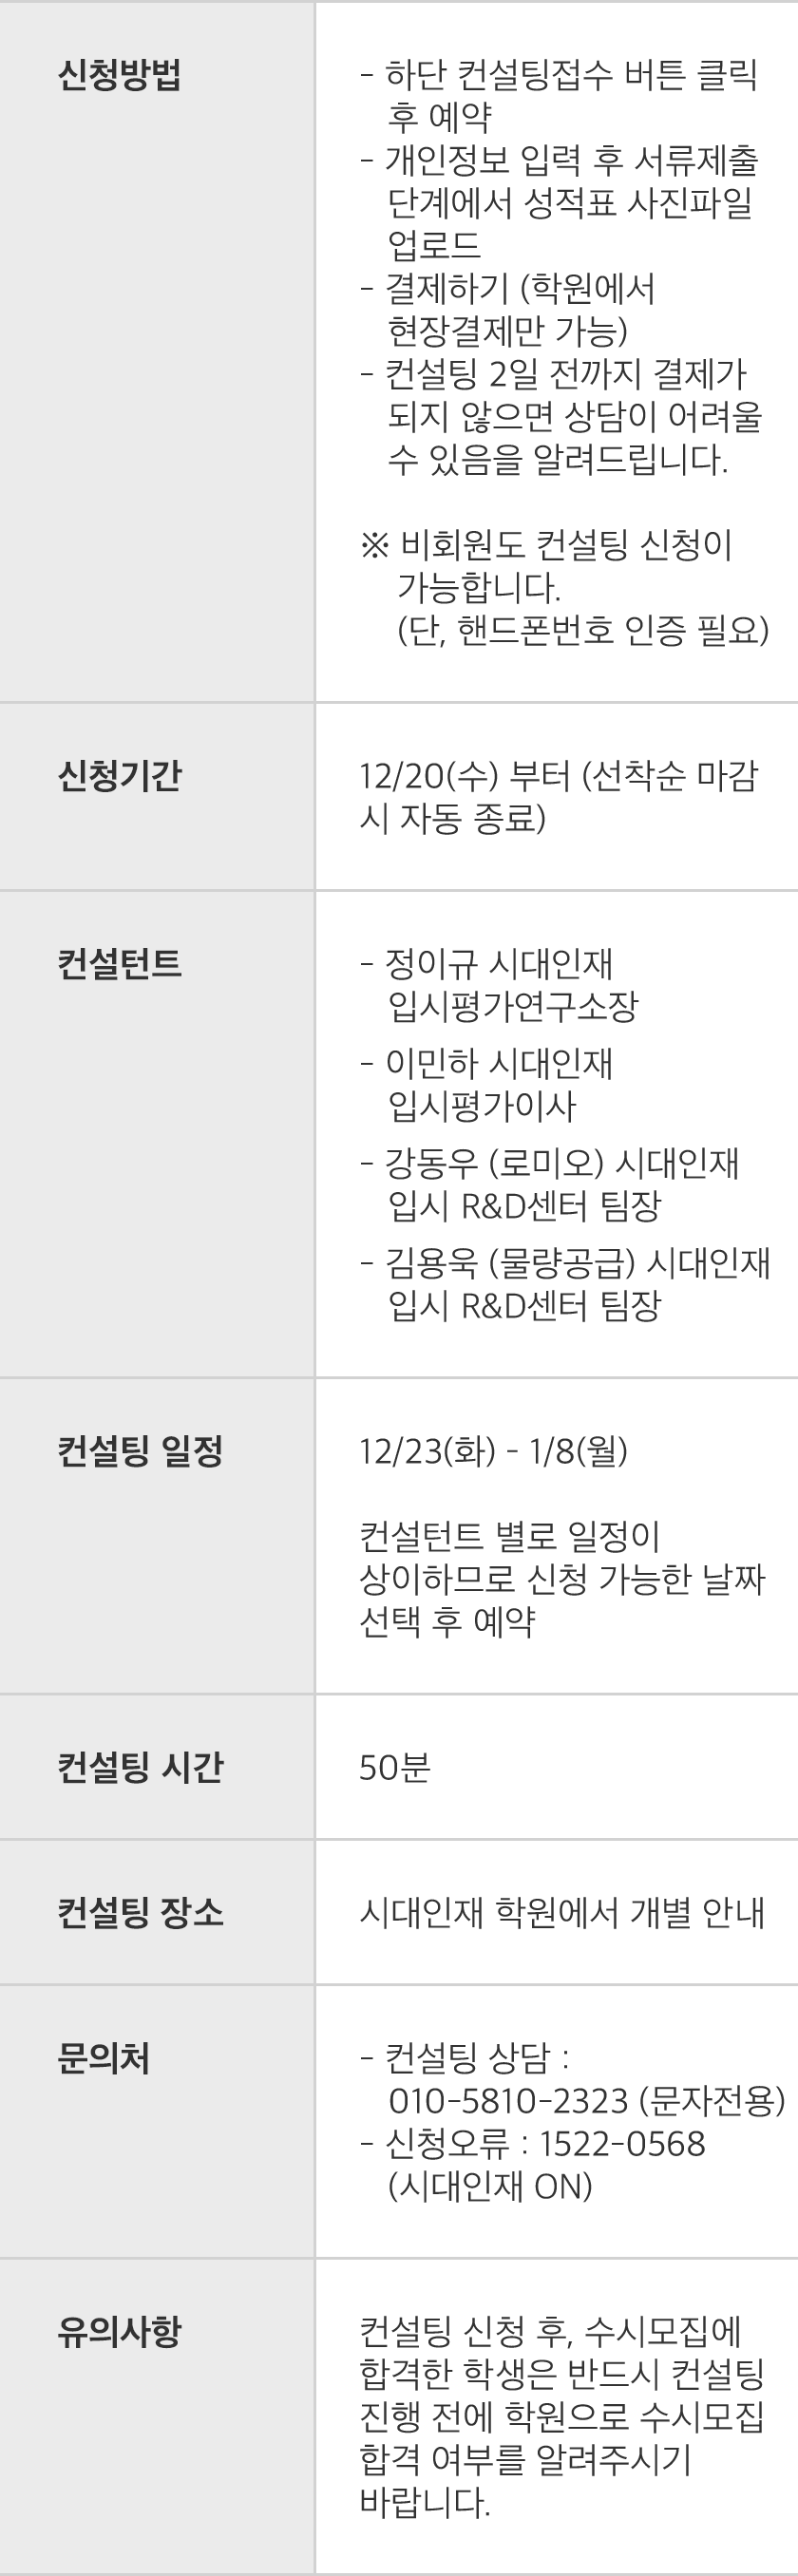 신청방법
- 하단 컨설팅접수 버튼 클릭
후 예약
- 개인정보 입력 후 서류제출
단계에서 성적표 사진파일
업로드
- 결제하기 (학원에서
현장결제만 가능)
- 컨설팅 2일 전까지 결제가
되지 않으면 상담이 어려울
수 있음을 알려드립니다.
※ 비회원도 컨설팅 신청이
가능합니다.
(단, 핸드폰번호 인증 필요)
신청기간
12/20(수) 부터 (선착순 마감
시 자동 종료)
컨설턴트
- 정이규 시대인재
입시평가연구소장
- 이민하 시대인재
입시평가이사
- 강동우 (로미오) 시대인재
입시 R&D센터 팀장
- 김용욱 (물량공급) 시대인재
입시 R&D센터 팀장
컨설팅 일정
12/23(화) - 1/8(월)
컨설턴트 별로 일정이
상이하므로 신청 가능한 날짜
선택 후 예약
컨설팅 시간
50분
컨설팅 장소
시대인재 학원에서 개별 안내
문의처
- 컨설팅 상담 :
010-5810-2323 (문자전용)
- 신청오류 : 1522-0568
(시대인재 ON)
유의사항
컨설팅 신청 후, 수시모집에
합격한 학생은 반드시 컨설팅
진행 전에 학원으로 수시모집
합격 여부를 알려주시기
바랍니다.